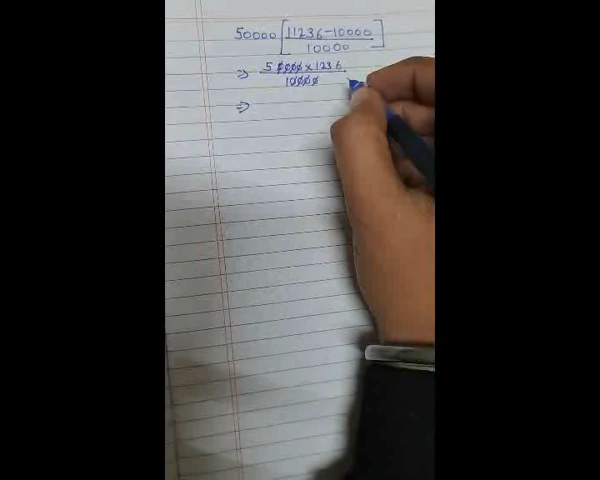 50000 [ 11236 - 10000 / 10000 ]
⇒ 50000 x 1236 / 10000
⇒